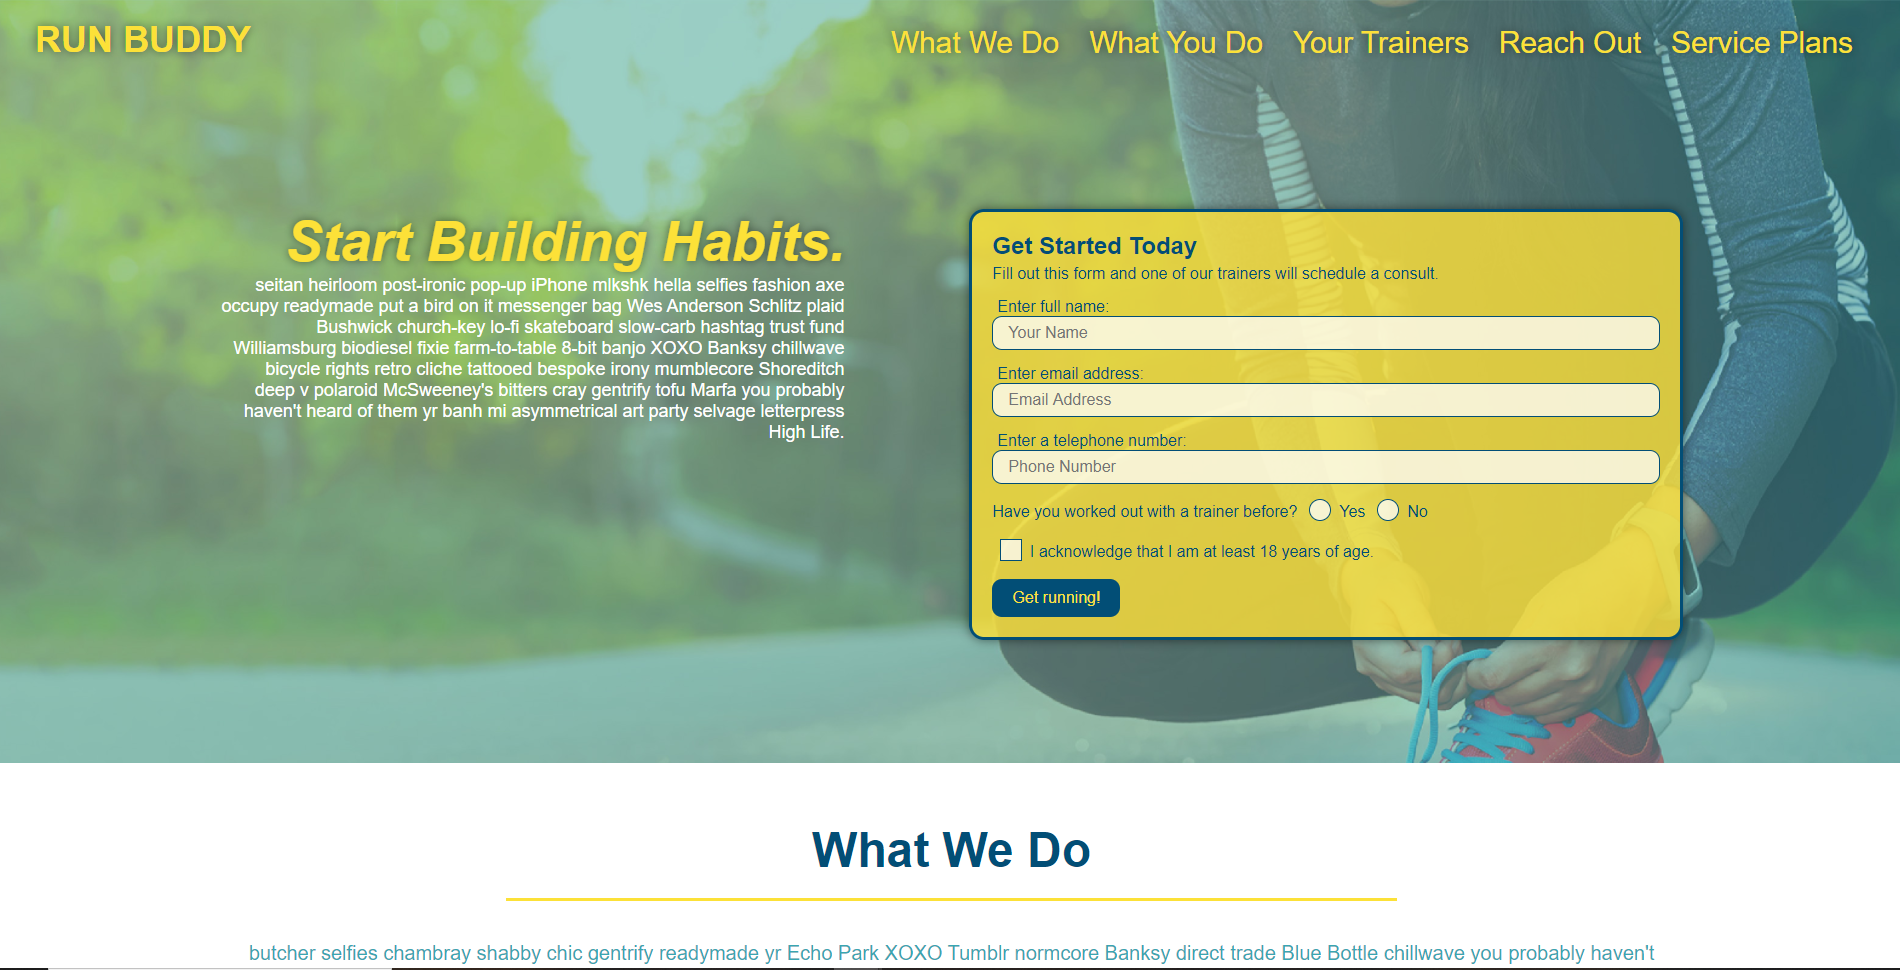 RUN BUDDY
What We Do What You Do Your Trainers Reach Out Service Plans
Start Building Habits.
seitan heirloom post-ironic pop-up iPhone mlkshk hella selfies fashion axe
occupy readymade put a bird on it messenger bag Wes Anderson Schlitz plaid
Bushwick church-key lo-fi skateboard slow-carb hashtag trust fund
Williamsburg biodiesel fixie farm-to-table 8-bit banjo XOXO Banksy chillwave
bicycle rights retro cliche tattooed bespoke irony mumblecore Shoreditch
deep v polaroid McSweeney's bitters cray gentrify tofu Marfa you probably
haven't heard of them yr banh mi asymmetrical art party selvage letterpress
High Life.
Get Started Today
Fill out this form and one of our trainers will schedule a consult.
Enter full name:
Your Name
Enter email address:
Email Address
Enter a telephone number:
Phone Number
Have you worked out with a trainer before? Yes No
I acknowledge that I am at least 18 years of age.
Get running!
What We Do
butcher selfies chambray shabby chic gentrify readymade yr Echo Park XOXO Tumblr normcore Banksy direct trade Blue Bottle chillwave you probably haven't